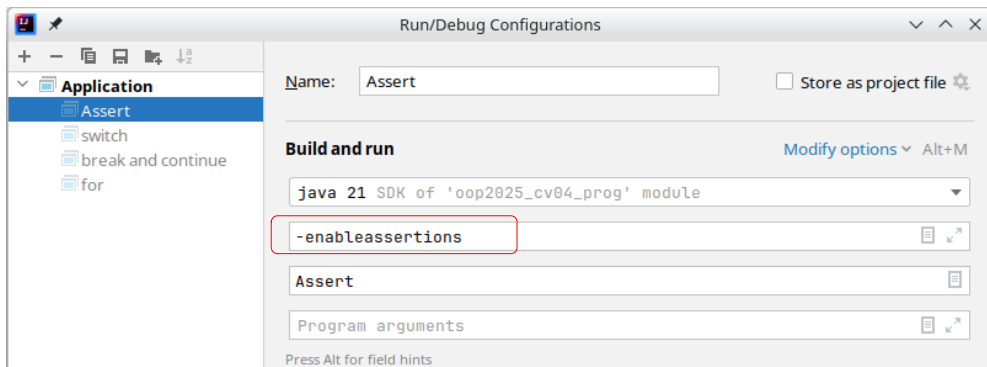 Run/Debug Configurations
Application
Assert
switch
break and continue
for
Name: Assert Store as project file
Build and run Modify options Alt+M
java 21 SDK of 'oop2025_cv04_prog' module
-enableassertions
Assert
Program arguments
Press Alt for field hints